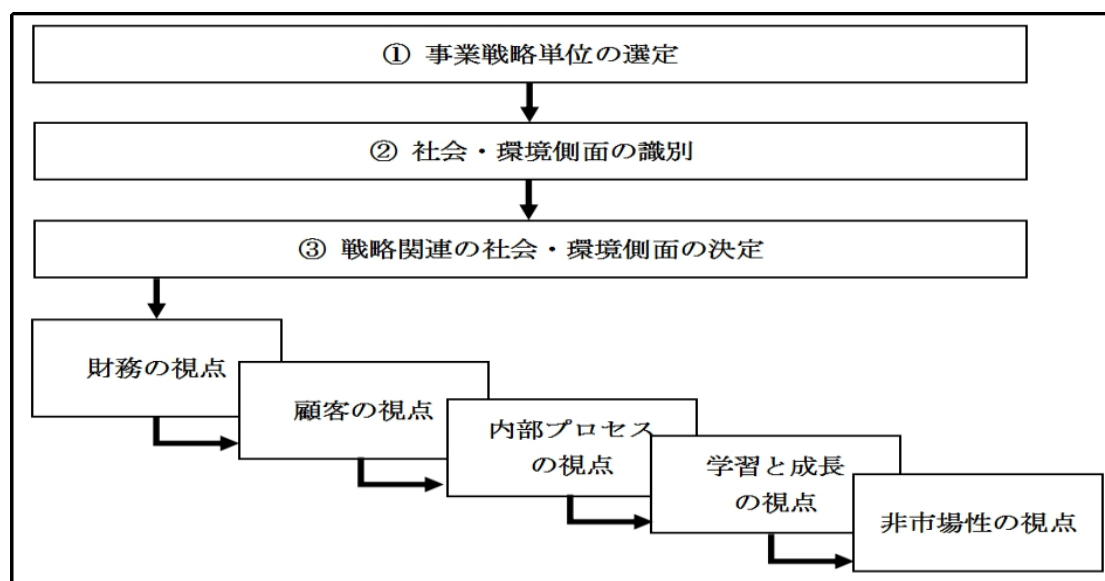 ① 事業戦略単位の選定
② 社会・環境側面の識別
③ 戦略関連の社会・環境側面の決定
財務の視点
顧客の視点
内部プロセス
の視点
学習と成長
の視点
非市場性の視点